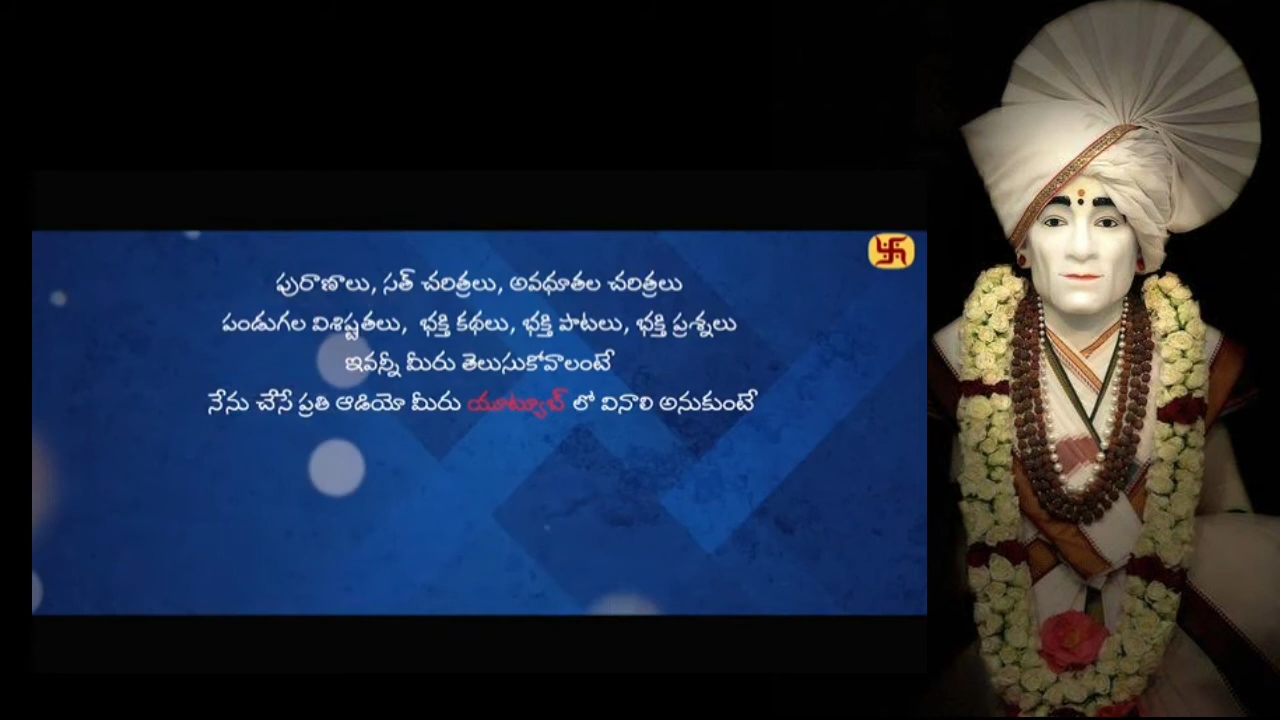 పురాణాలు, సత్ చరిత్రలు, అవధూతల చరిత్రలు
పండుగల విశిష్టతలు, భక్తి కథలు, భక్తి పాటలు, భక్తి ప్రశ్నలు
ఇవన్నీ మీరు తెలుసుకోవాలంటే
నేను చేసే ప్రతి ఆడియో మీరు యూట్యూబ్ లో వినాలి అనుకుంటే